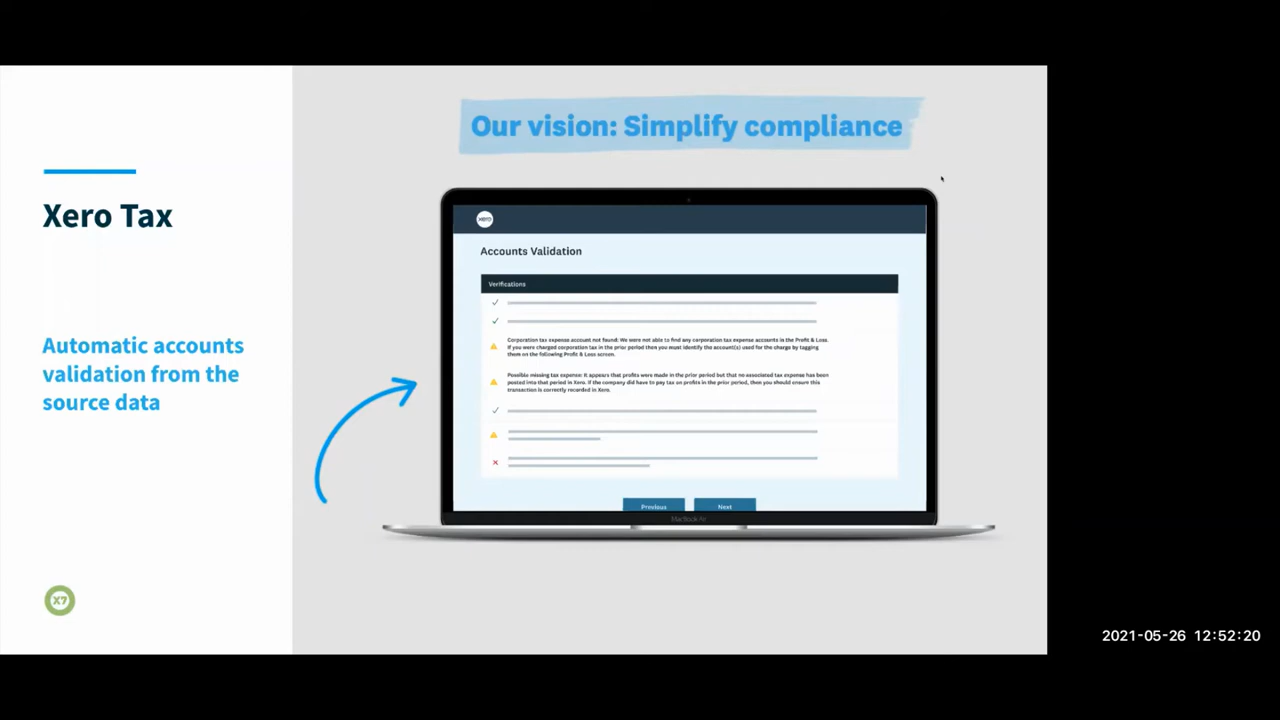 Our vision: Simplify compliance
Xero Tax
Automatic accounts
validation from the
source data
xero
Accounts Validation
Verifications
Corporation tax expense account not found: We were not able to find any corporation tax expense accounts in the Profit & Loss.
If you were charged corporation tax in the prior period then you must identify the account(s) used for the charge by tagging
them on the following Profit & Loss screen.
Possible missing tax expense: It appears that profits were made in the prior period but that no associated tax expense has been
posted into that period in Xero. If the company did have to pay tax on profits in the prior period, then you should ensure this
transaction is correctly recorded in Xero.
Previous
Next
MacBook Air
X7
2021-05-26 12:52:20